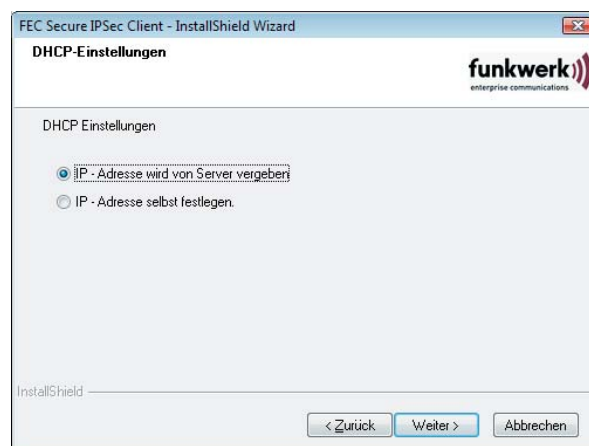 FEC Secure IPSec Client - InstallShield Wizard
DHCP-Einstellungen
funkwerk
enterprise communications
DHCP Einstellungen
IP - Adresse wird von Server vergeben
IP - Adresse selbst festlegen.
InstallShield
< Zurück
Weiter >
Abbrechen